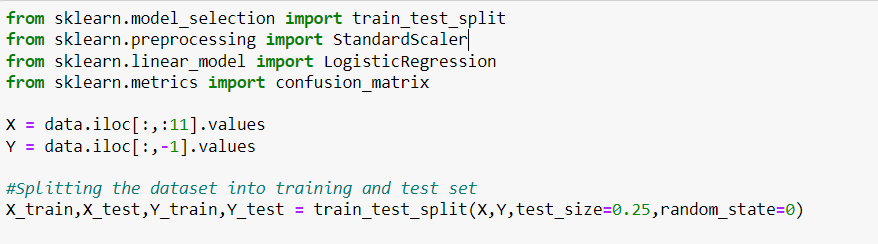 from sklearn.model_selection import train_test_split
from sklearn.preprocessing import StandardScaler
from sklearn.linear_model import LogisticRegression
from sklearn.metrics import confusion_matrix
X = data.iloc[:,:11].values
Y = data.iloc[:,-1].values
#Splitting the dataset into training and test set
X_train,X_test,Y_train,Y_test = train_test_split(X,Y,test_size=0.25,random_state=0)